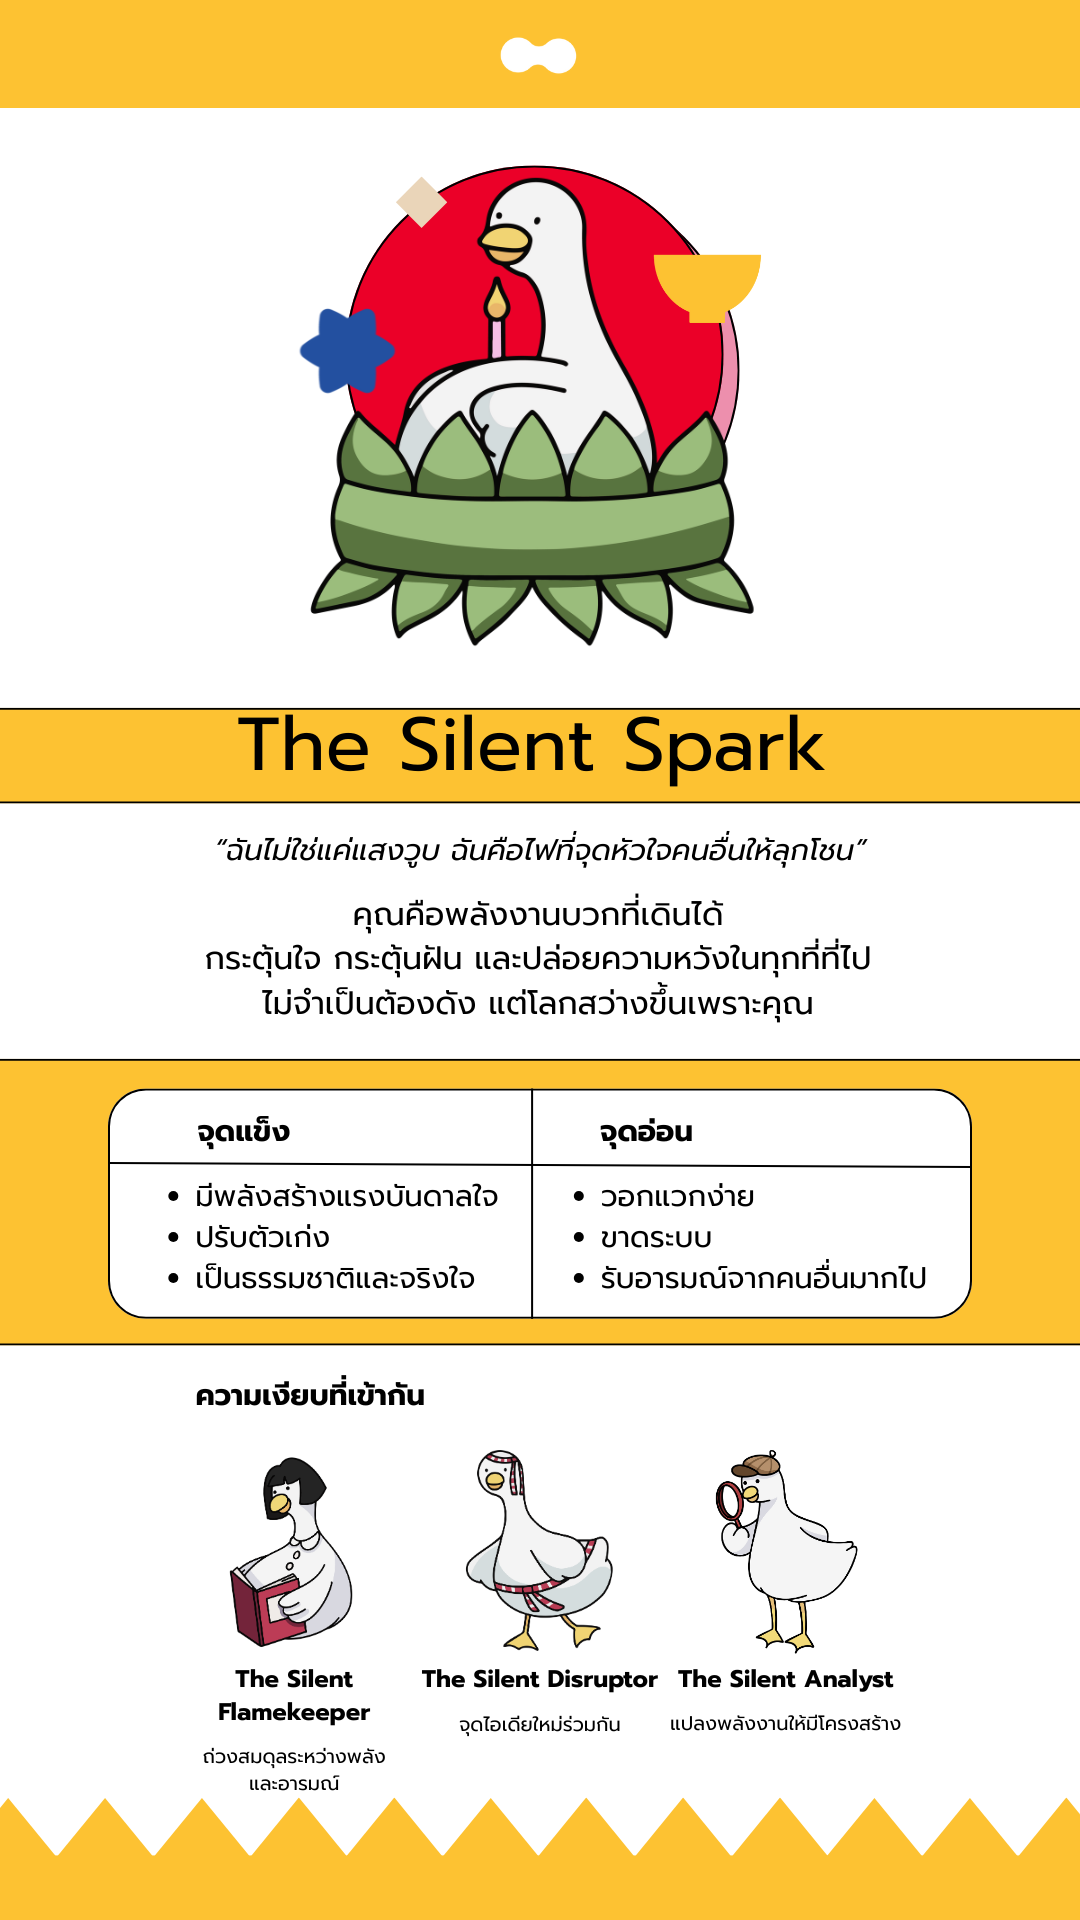 The Silent Spark
“ฉันไม่ใช่แค่แสงวูบ ฉันคือไฟที่จุดหัวใจคนอื่นให้ลุกโชน”
คุณคือพลังงานบวกที่เดินได้
กระตุ้นใจ กระตุ้นฝัน และปล่อยความหวังในทุกที่ที่ไป
ไม่จำเป็นต้องดัง แต่โลกสว่างขึ้นเพราะคุณ
จุดแข็ง
• มีพลังสร้างแรงบันดาลใจ
• ปรับตัวเก่ง
• เป็นธรรมชาติและจริงใจ
จุดอ่อน
• วอกแวกง่าย
• ขาดระบบ
• รับอารมณ์จากคนอื่นมากไป
ความเงียบที่เข้ากัน
The Silent
Flamekeeper
ถ่วงสมดุลระหว่างพลัง
และอารมณ์
The Silent Disruptor
จุดไอเดียใหม่ร่วมกัน
The Silent Analyst
แปลงพลังงานให้มีโครงสร้าง